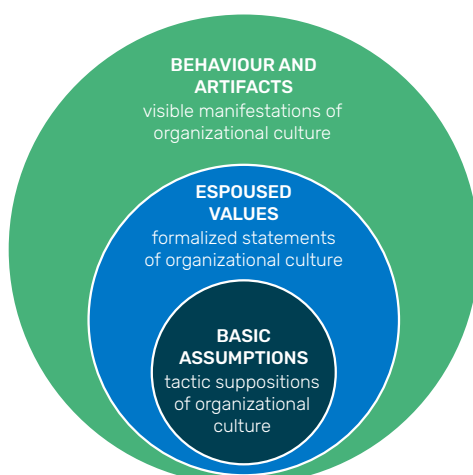 BEHAVIOUR AND
ARTIFACTS
visible manifestations of
organizational culture
ESPOUSED
VALUES
formalized statements
of organizational culture
BASIC
ASSUMPTIONS
tactic suppositions
of organizational
culture